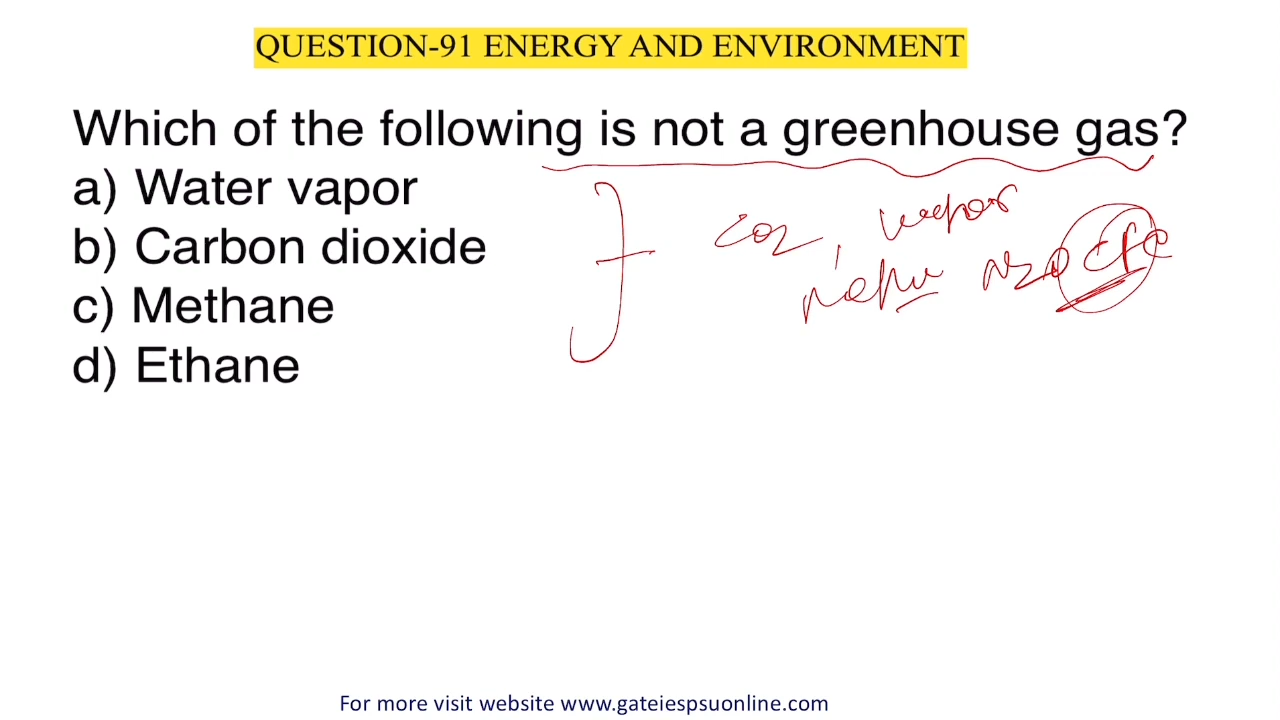 QUESTION-91 ENERGY AND ENVIRONMENT
Which of the following is not a greenhouse gas?
a) Water vapor
b) Carbon dioxide
c) Methane
d) Ethane
CO2, vapor
N2O CFC
For more visit website www.gateiespsuonline.com